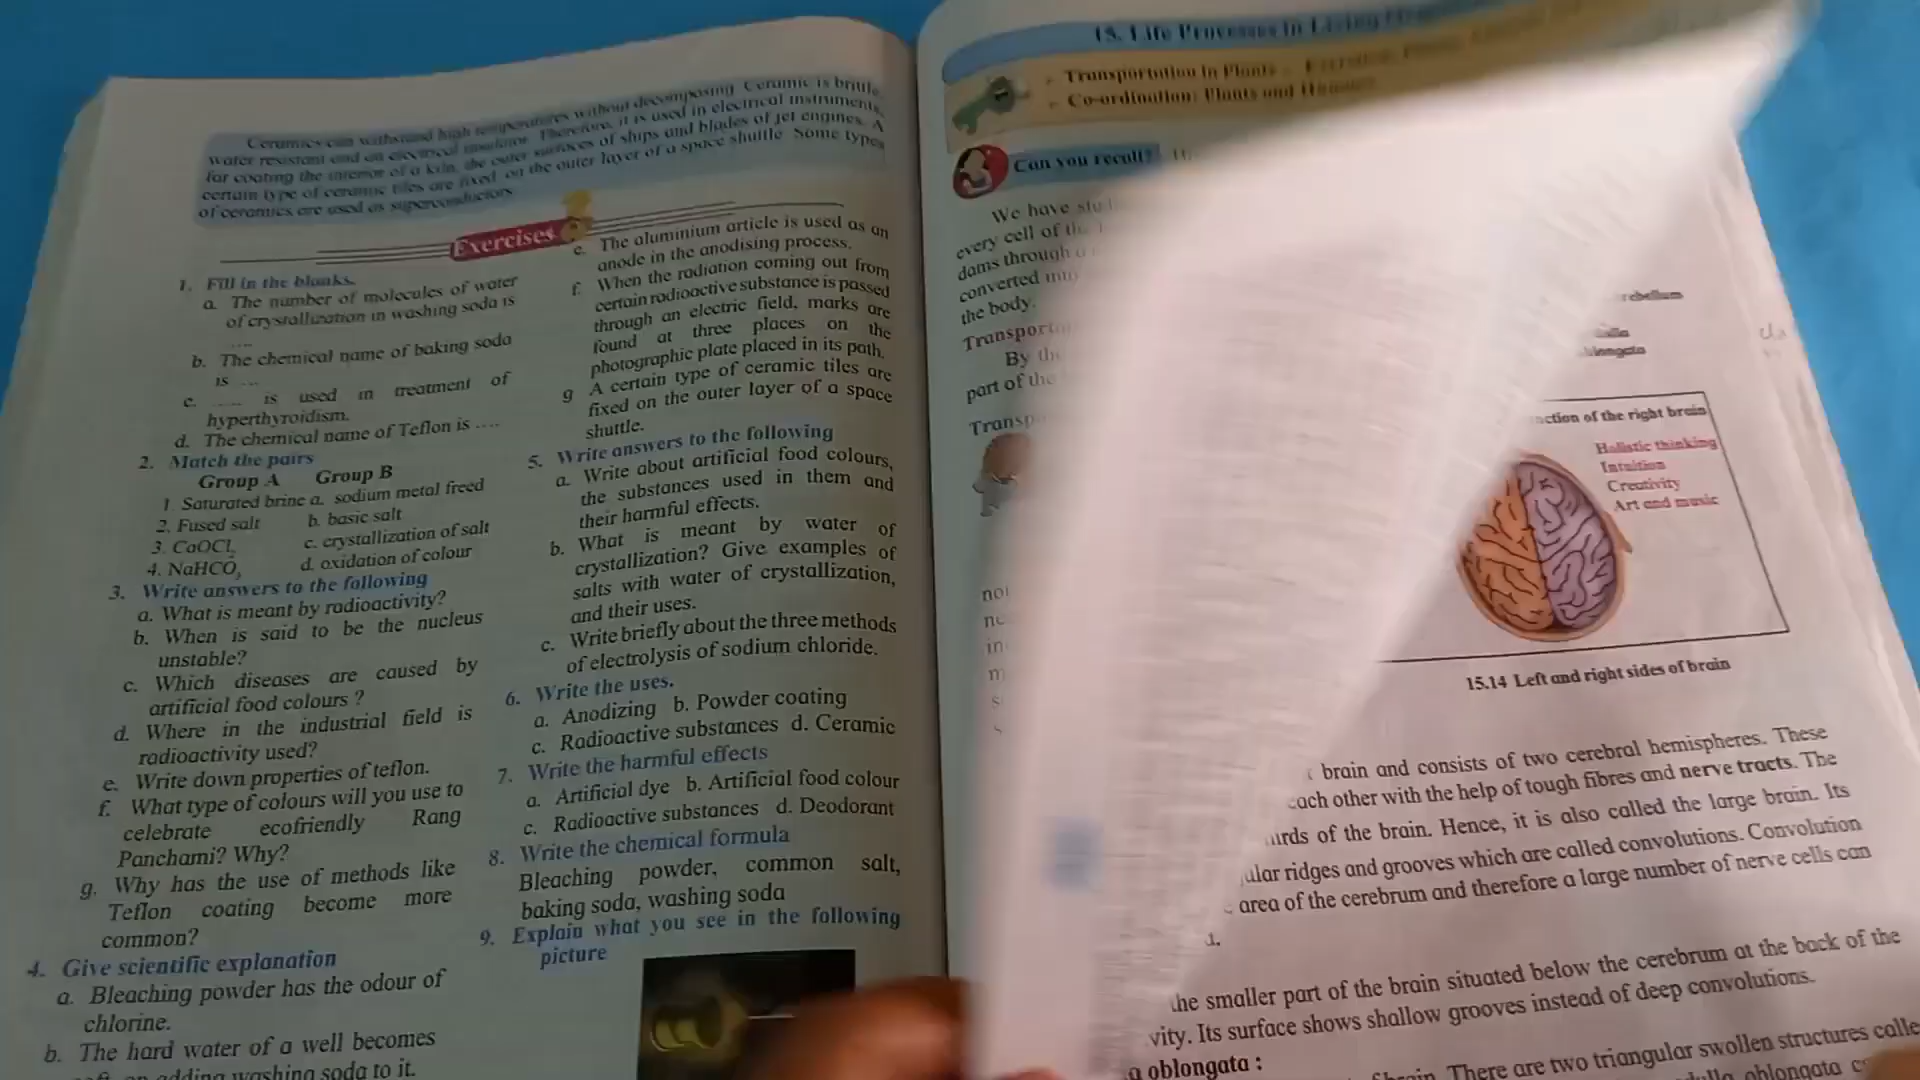 Ceramics can withstand high temperatures without decomposing. Ceramic is brittle,
water resistant and an electrical insulator. Therefore, it is used in electrical instruments,
for coating the interior of a kiln, the outer surfaces of ships and blades of jet engines. A
certain type of ceramic tiles are fixed on the outer layer of a space shuttle. Some types
of ceramics are used as superconductors.
Exercises
1. Fill in the blanks.
a. The number of molecules of water
of crystallization in washing soda is
....
b. The chemical name of baking soda
is ....
c. ..... is used in treatment of
hyperthyroidism.
d. The chemical name of Teflon is ....
2. Match the pairs
Group A Group B
1. Saturated brine a. sodium metal freed
2. Fused salt b. basic salt
3. CaOCl2 c. crystallization of salt
4. NaHCO3 d. oxidation of colour
3. Write answers to the following
a. What is meant by radioactivity?
b. When is said to be the nucleus
unstable?
c. Which diseases are caused by
artificial food colours ?
d. Where in the industrial field is
radioactivity used?
e. Write down properties of teflon.
f. What type of colours will you use to
celebrate ecofriendly Rang
Panchami? Why?
g. Why has the use of methods like
Teflon coating become more
common?
4. Give scientific explanation
a. Bleaching powder has the odour of
chlorine.
b. The hard water of a well becomes
on adding washing soda to it.
e. The aluminium article is used as an
anode in the anodising process.
f. When the radiation coming out from
certain radioactive substance is passed
through an electric field, marks are
found at three places on the
photographic plate placed in its path.
g A certain type of ceramic tiles are
fixed on the outer layer of a space
shuttle.
5. Write answers to the following
a. Write about artificial food colours,
the substances used in them and
their harmful effects.
b. What is meant by water of
crystallization? Give examples of
salts with water of crystallization,
and their uses.
c. Write briefly about the three methods
of electrolysis of sodium chloride.
6. Write the uses.
a. Anodizing b. Powder coating
c. Radioactive substances d. Ceramic
7. Write the harmful effects
a. Artificial dye b. Artificial food colour
c. Radioactive substances d. Deodorant
8. Write the chemical formula
Bleaching powder, common salt,
baking soda, washing soda
9. Explain what you see in the following
picture
15. Life Processes in Living
Transportation in Plants
Co-ordination: Plants and Humans
Can you recall?
We have
every cell of the
dams through
converted into
the body.
By the
part of the
oblongata
of the right brain
Holistic thinking
Intuition
Creativity
Art and music
15.14 Left and right sides of brain
brain and consists of two cerebral hemispheres. These
each other with the help of tough fibres and nerve tracts. The
of the brain. Hence, it is also called the large brain. Its
ridges and grooves which are called convolutions. Convolution
area of the cerebrum and therefore a large number of nerve cells can
the smaller part of the brain situated below the cerebrum at the back of the
Its surface shows shallow grooves instead of deep convolutions.
oblongata :
There are two triangular swollen structures
oblongata